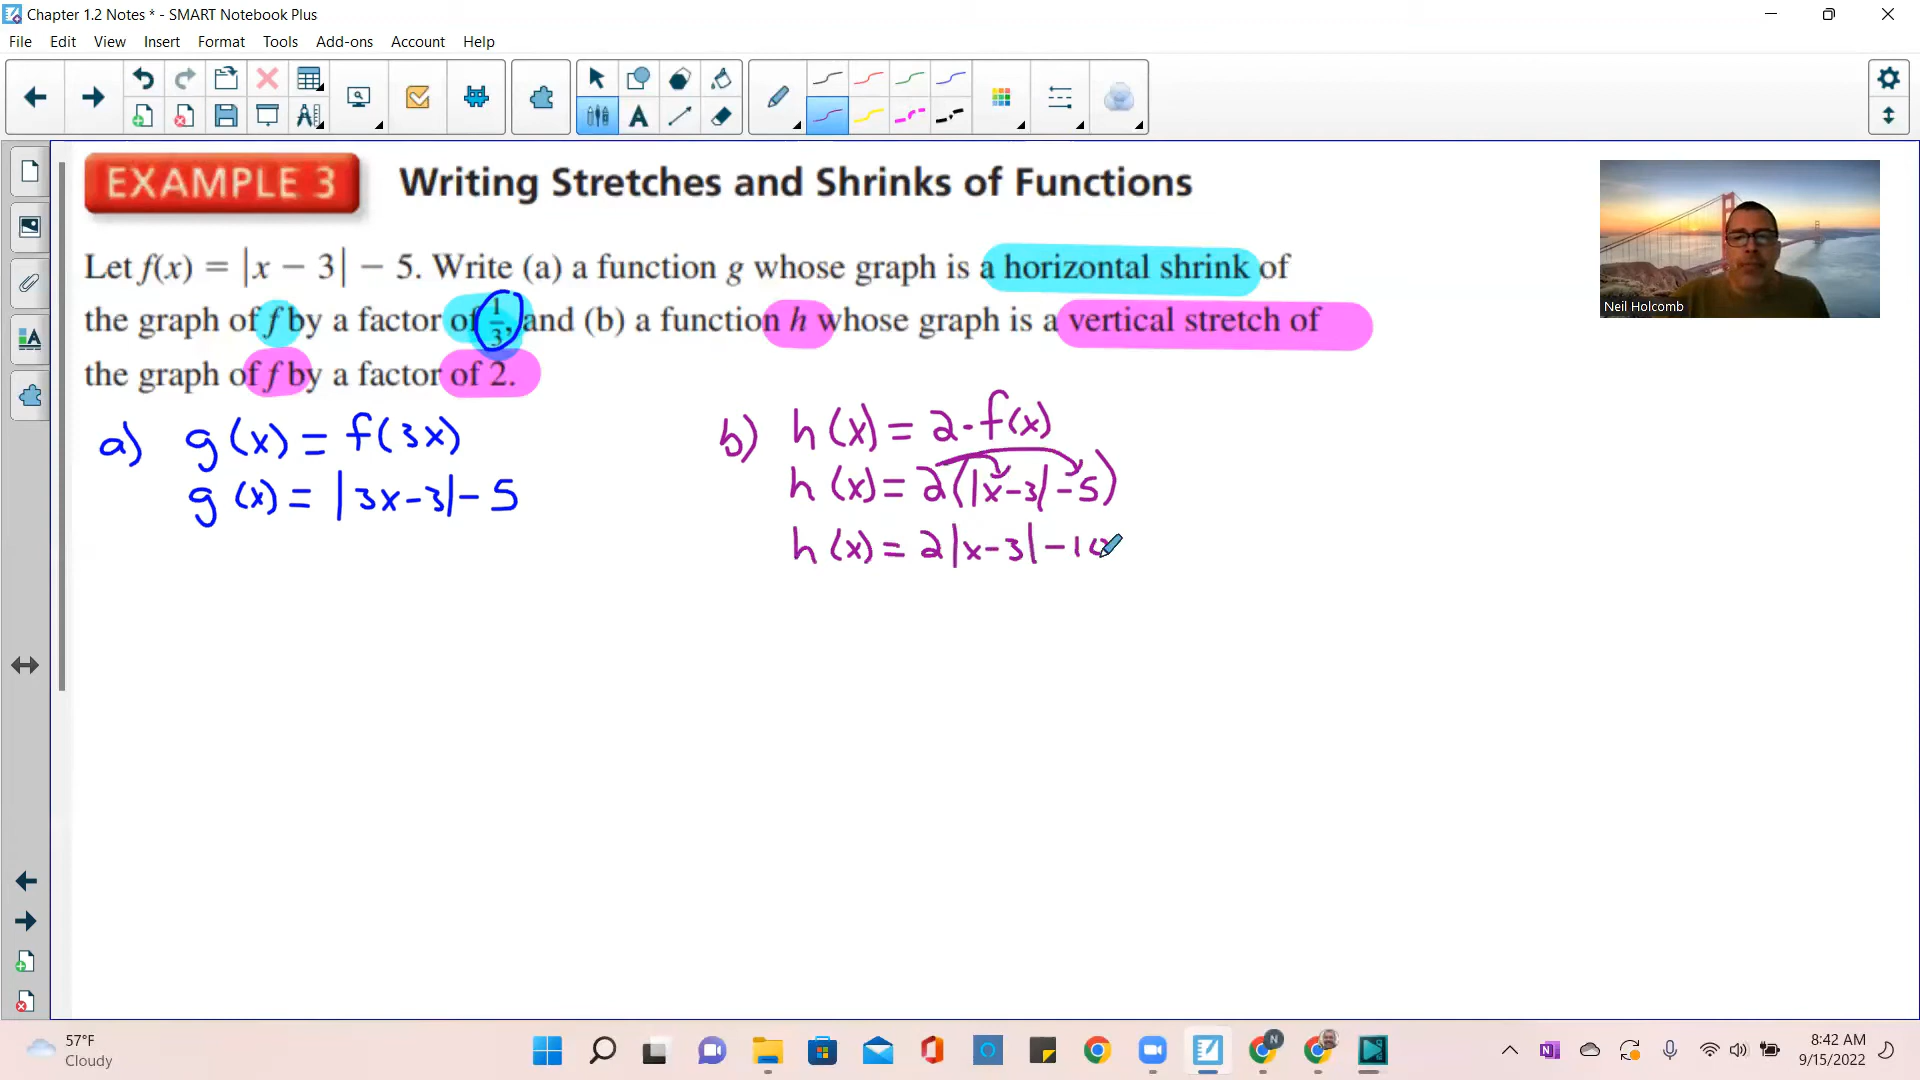 Chapter 1.2 Notes * - SMART Notebook Plus
File Edit View Insert Format Tools Add-ons Account Help
EXAMPLE 3 Writing Stretches and Shrinks of Functions
Let f(x) = |x − 3| − 5. Write (a) a function g whose graph is a horizontal shrink of
the graph of f by a factor of 1/3, and (b) a function h whose graph is a vertical stretch of
the graph of f by a factor of 2.
Neil Holcomb
a) g(x) = f(3x)
g(x) = |3x-3|-5
b) h(x) = 2·f(x)
h(x) = 2(|x-3|-5)
h(x) = 2|x-3|-10
57°F
Cloudy
8:42 AM
9/15/2022